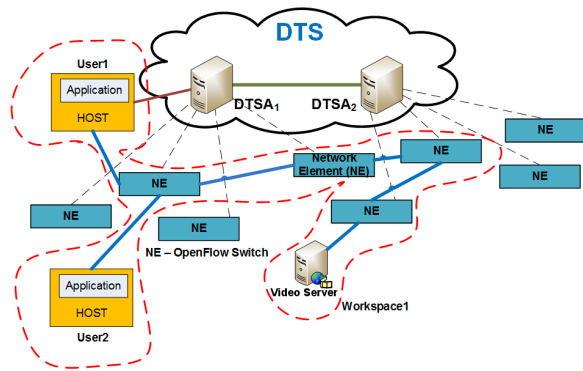 DTS
User1
Application
HOST
DTSA1
DTSA2
NE
NE
Network
Element (NE)
NE
NE
NE
NE
NE
NE – OpenFlow Switch
Application
HOST
User2
Video Server
Workspace1